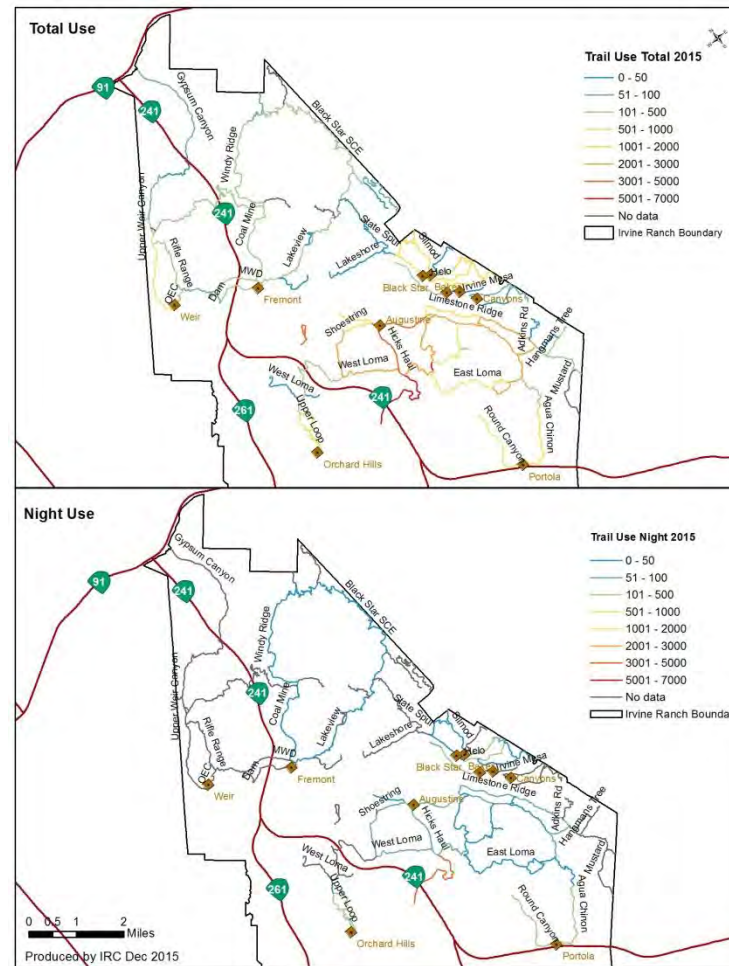 Total Use
Trail Use Total 2015
0 - 50
51 - 100
101 - 500
501 - 1000
1001 - 2000
2001 - 3000
3001 - 5000
5001 - 7000
No data
Irvine Ranch Boundary
91
241
Gypsum Canyon
Black Star SCE
Windy Ridge
241
Upper Weir Canyon
Coal Mine
Rifle Range
Lakeview
State Spur
Silmod
Lakeshore
MWD
Dam
OEC
Weir
Fremont
Helo
Black Star
Irvine Mesa
Canyons
Limestone Ridge
Shoestring
Augustine
Adkins Rd
Hangmans Tree
Hicks Haul
West Loma
East Loma
Mustard
West Loma
241
Upper Loop
261
Agua Chinon
Round Canyon
Orchard Hills
Portola
Night Use
Trail Use Night 2015
0 - 50
51 - 100
101 - 500
501 - 1000
1001 - 2000
2001 - 3000
3001 - 5000
5001 - 7000
No data
Irvine Ranch Bounda
Gypsum Canyon
91
241
Black Star SCE
Windy Ridge
241
Upper Weir Canyon
Coal Mine
Lakeview
Rifle Range
State Spur
Silmod
Lakeshore
MWD
Dam
OEC
Weir
Fremont
Helo
Black Star
Irvine Mesa
Canyons
Limestone Ridge
Shoestring
Augustine
Adkins Rd
Hangmans Tree
Hicks Haul
West Loma
East Loma
Mustard
West Loma
241
Upper Loop
261
Agua Chinon
Round Canyon
Orchard Hills
Portola
0 0.5 1 2
Miles
Produced by IRC Dec 2015